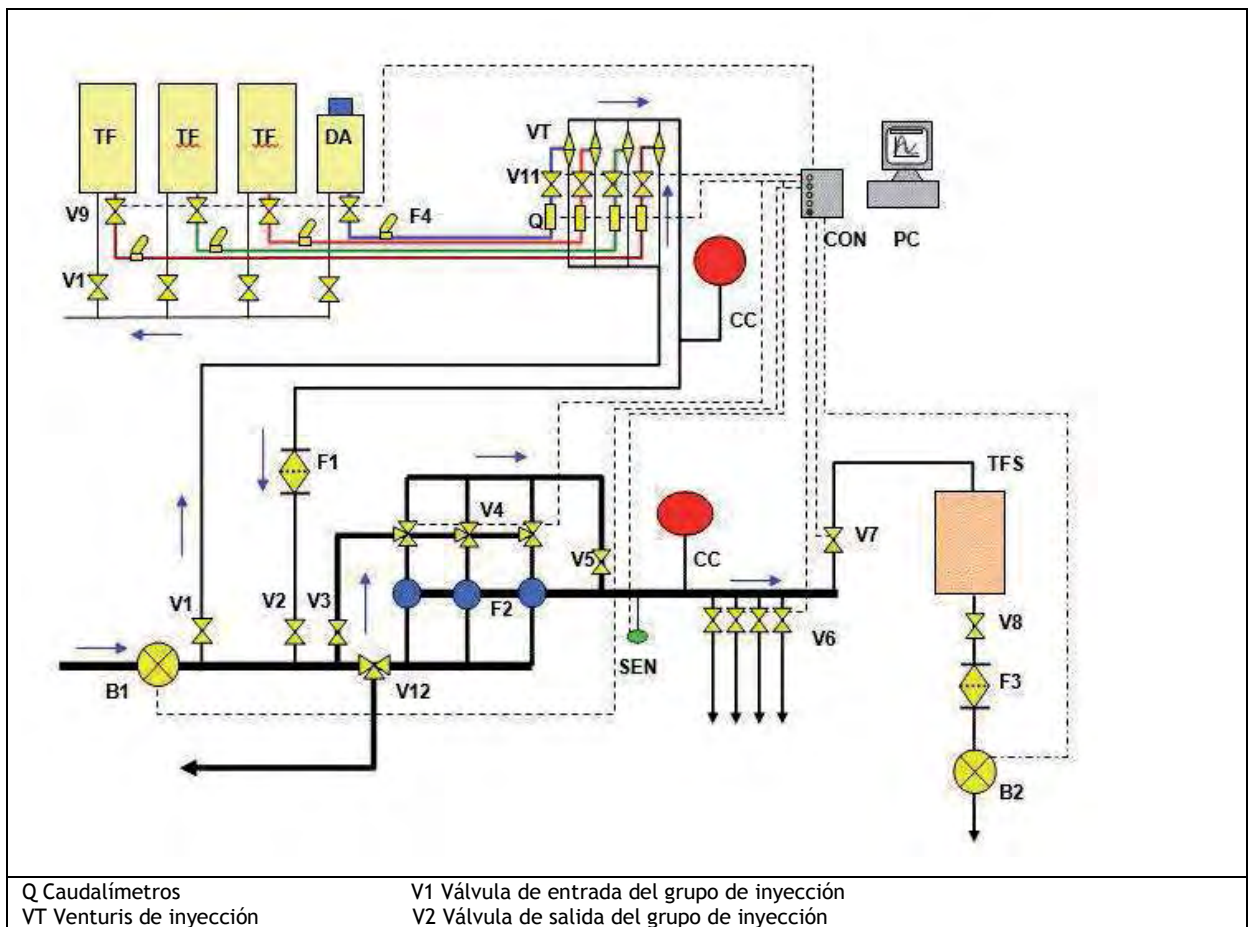 TF TF TF DA
VT
V11
V9
F4
Q
CON PC
V1
CC
F1
TFS
V4
V7
V5
CC
V1 V2 V3
F2
V8
V6
SEN
F3
B1
V12
B2
Q Caudalímetros V1 Válvula de entrada del grupo de inyección
VT Venturis de inyección V2 Válvula de salida del grupo de inyección